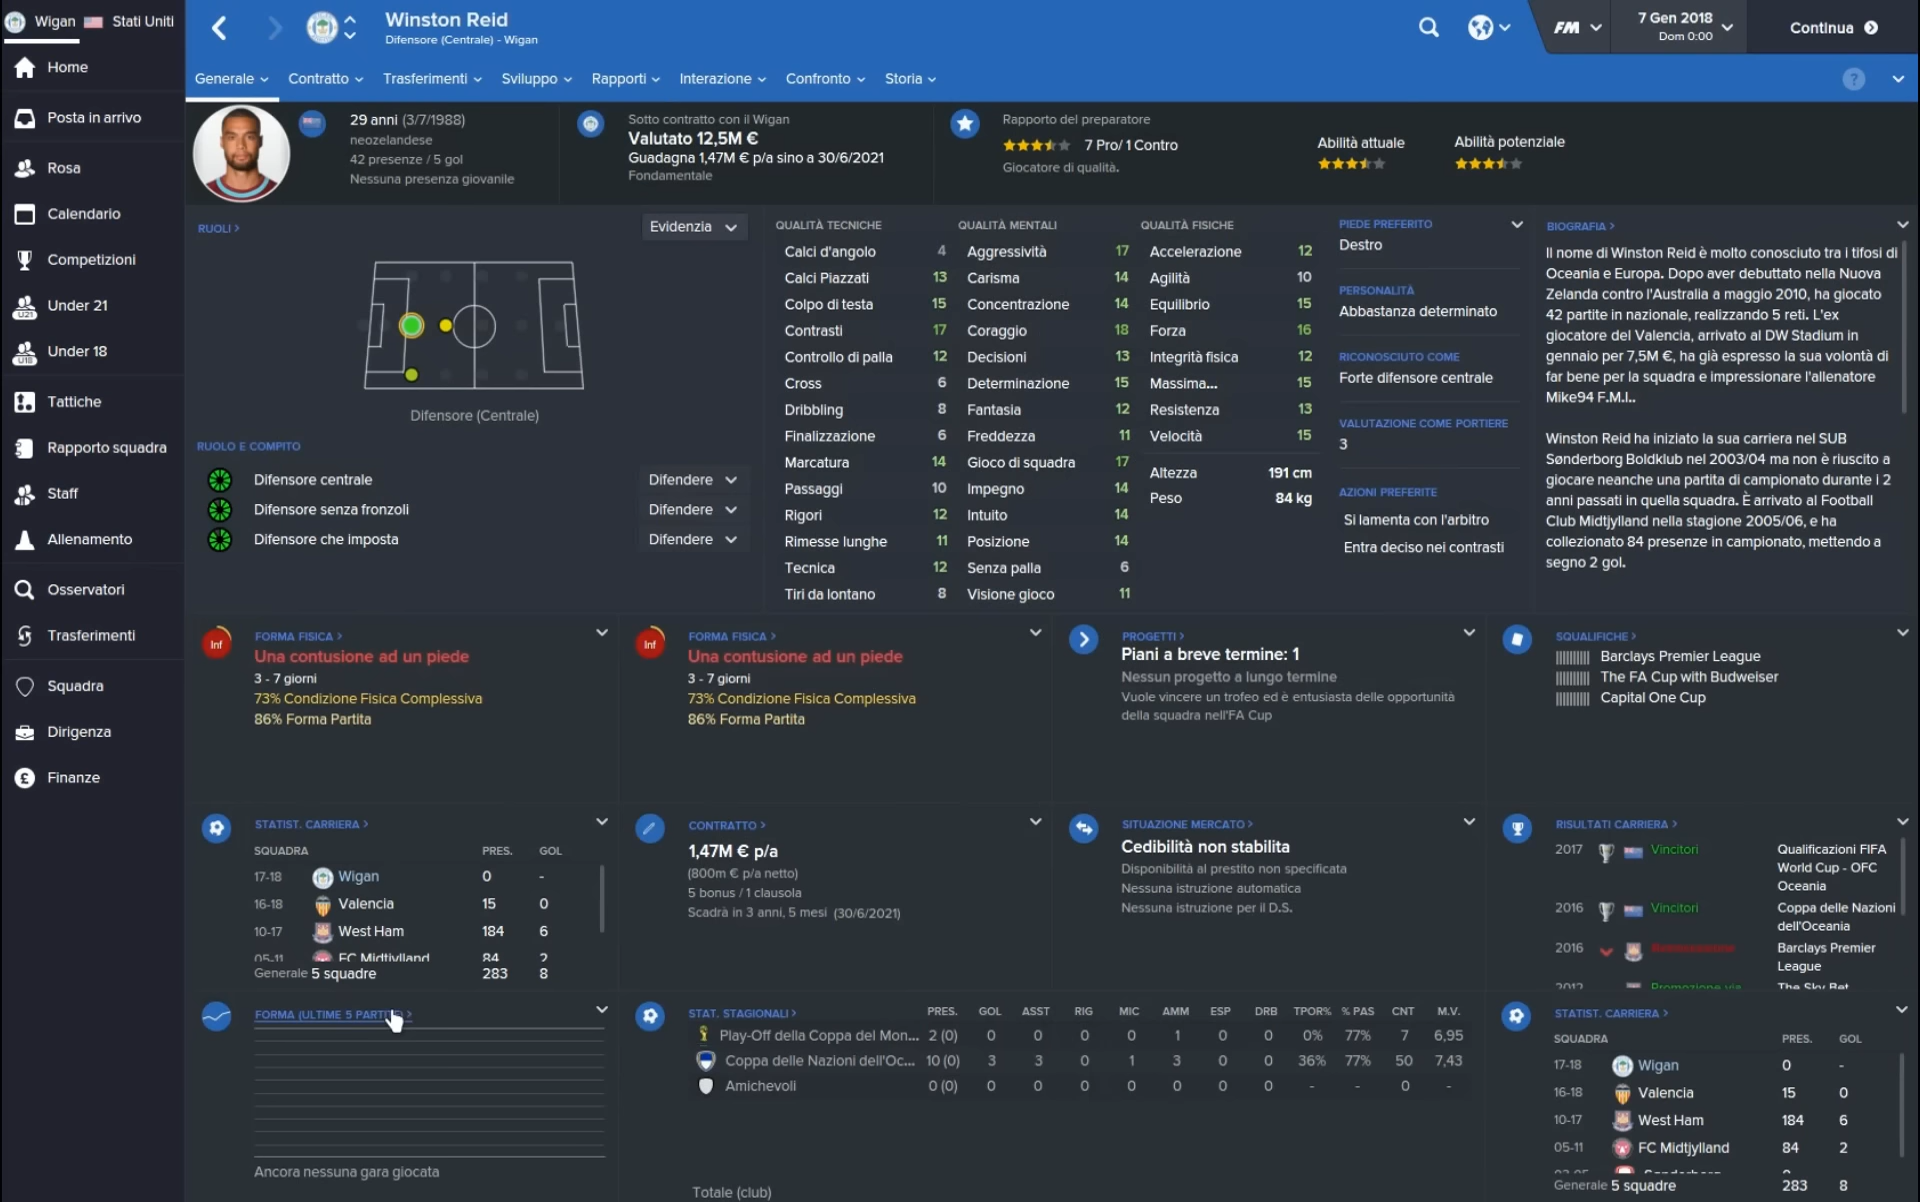 Wigan
Stati Uniti
Winston Reid
Difensore (Centrale) - Wigan
FM
7 Gen 2018
Dom 0:00
Continua
Generale
Contratto
Trasferimenti
Sviluppo
Rapporti
Interazione
Confronto
Storia
?
Home
Posta in arrivo
Rosa
Calendario
Competizioni
Under 21
Under 18
Tattiche
Rapporto squadra
Staff
Allenamento
Osservatori
Trasferimenti
Squadra
Dirigenza
Finanze
29 anni (3/7/1988)
neozelandese
42 presenze / 5 gol
Nessuna presenza giovanile
Sotto contratto con il Wigan
Valutato 12,5M €
Guadagna 1,47M € p/a sino a 30/6/2021
Fondamentale
Rapporto del preparatore
7 Pro/ 1 Contro
Giocatore di qualità.
Abilità attuale
Abilità potenziale
RUOLI >
Evidenzia
Difensore (Centrale)
RUOLO E COMPITO
Difensore centrale Difendere
Difensore senza fronzoli Difendere
Difensore che imposta Difendere
QUALITÀ TECNICHE
Calci d'angolo 4
Calci Piazzati 13
Colpo di testa 15
Contrasti 17
Controllo di palla 12
Cross 6
Dribbling 8
Finalizzazione 6
Marcatura 14
Passaggi 10
Rigori 12
Rimesse lunghe 11
Tecnica 12
Tiri da lontano 8
QUALITÀ MENTALI
Aggressività 17
Carisma 14
Concentrazione 14
Coraggio 18
Decisioni 13
Determinazione 15
Fantasia 12
Freddezza 11
Gioco di squadra 17
Impegno 14
Intuito 14
Posizione 14
Senza palla 6
Visione gioco 11
QUALITÀ FISICHE
Accelerazione 12
Agilità 10
Equilibrio 15
Forza 16
Integrità fisica 12
Massima... 15
Resistenza 13
Velocità 15
Altezza 191 cm
Peso 84 kg
PIEDE PREFERITO
Destro
PERSONALITÀ
Abbastanza determinato
RICONOSCIUTO COME
Forte difensore centrale
VALUTAZIONE COME PORTIERE
3
AZIONI PREFERITE
Si lamenta con l'arbitro
Entra deciso nei contrasti
BIOGRAFIA >
Il nome di Winston Reid è molto conosciuto tra i tifosi di
Oceania e Europa. Dopo aver debuttato nella Nuova
Zelanda contro l'Australia a maggio 2010, ha giocato
42 partite in nazionale, realizzando 5 reti. L'ex
giocatore del Valencia, arrivato al DW Stadium in
gennaio per 7,5M €, ha già espresso la sua volontà di
far bene per la squadra e impressionare l'allenatore
Mike94 F.M.I..
Winston Reid ha iniziato la sua carriera nel SUB
Sønderborg Boldklub nel 2003/04 ma non è riuscito a
giocare neanche una partita di campionato durante i 2
anni passati in quella squadra. È arrivato al Football
Club Midtjylland nella stagione 2005/06, e ha
collezionato 84 presenze in campionato, mettendo a
segno 2 gol.
Inf
FORMA FISICA >
Una contusione ad un piede
3 - 7 giorni
73% Condizione Fisica Complessiva
86% Forma Partita
Inf
FORMA FISICA >
Una contusione ad un piede
3 - 7 giorni
73% Condizione Fisica Complessiva
86% Forma Partita
PROGETTI >
Piani a breve termine: 1
Nessun progetto a lungo termine
Vuole vincere un trofeo ed è entusista delle opportunità
della squadra nell'FA Cup
SQUALIFICHE >
Barclays Premier League
The FA Cup with Budweiser
Capital One Cup
STATIST. CARRIERA >
SQUADRA PRES. GOL
17-18 Wigan 0 -
16-18 Valencia 15 0
10-17 West Ham 184 6
05-11 FC Midtjylland 84 2
Generale 5 squadre 283 8
CONTRATTO >
1,47M € p/a
(800m € p/a netto)
5 bonus / 1 clausola
Scadrà in 3 anni, 5 mesi (30/6/2021)
SITUAZIONE MERCATO >
Cedibilità non stabilita
Disponibilità al prestito non specificata
Nessuna istruzione automatica
Nessuna istruzione per il D.S.
RISULTATI CARRIERA >
2017 Vincitori Qualificazioni FIFA
World Cup - OFC
Oceania
2016 Vincitori Coppa delle Nazioni
dell'Oceania
2016 Barclays Premier
League
2012 Promozione via The Sky Bet
FORMA (ULTIME 5 PARTITE) >
Ancora nessuna gara giocata
STAT. STAGIONALI > PRES. GOL ASST RIG MIC AMM ESP DRB TPOR% % PAS CNT M.V.
Play-Off della Coppa del Mon... 2 (0) 0 0 0 0 1 0 0 0% 77% 7 6,95
Coppa delle Nazioni dell'Oc... 10 (0) 3 3 0 1 3 0 0 36% 77% 50 7,43
Amichevoli 0 (0) 0 0 0 0 0 0 0 - - 0 -
Totale (club)
STATIST. CARRIERA >
SQUADRA PRES. GOL
17-18 Wigan 0 -
16-18 Valencia 15 0
10-17 West Ham 184 6
05-11 FC Midtjylland 84 2
Generale 5 squadre 283 8